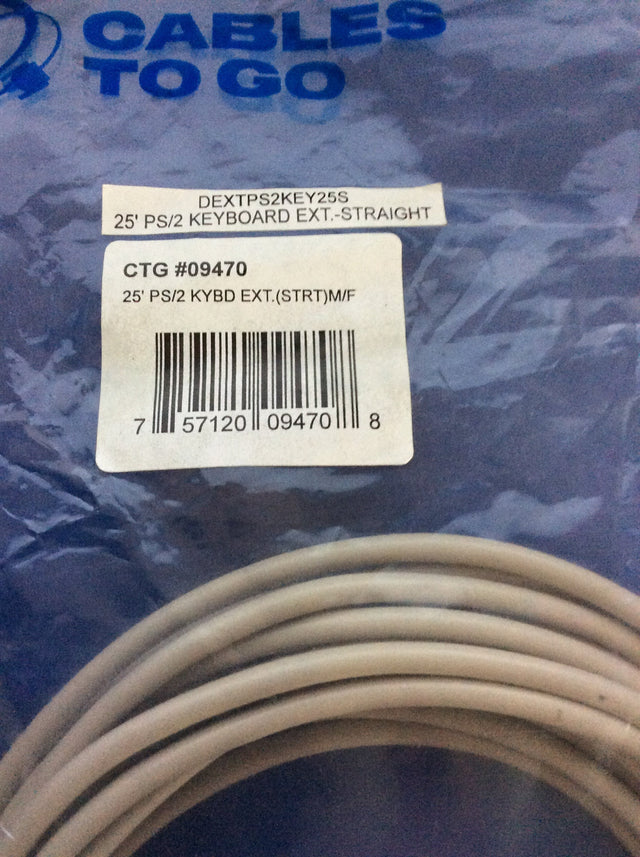 CABLES
TO GO
DEXTPS2KEY25S
25' PS/2 KEYBOARD EXT.-STRAIGHT
CTG #09470
25' PS/2 KYBD EXT.(STRT)M/F
7 57120 09470 8